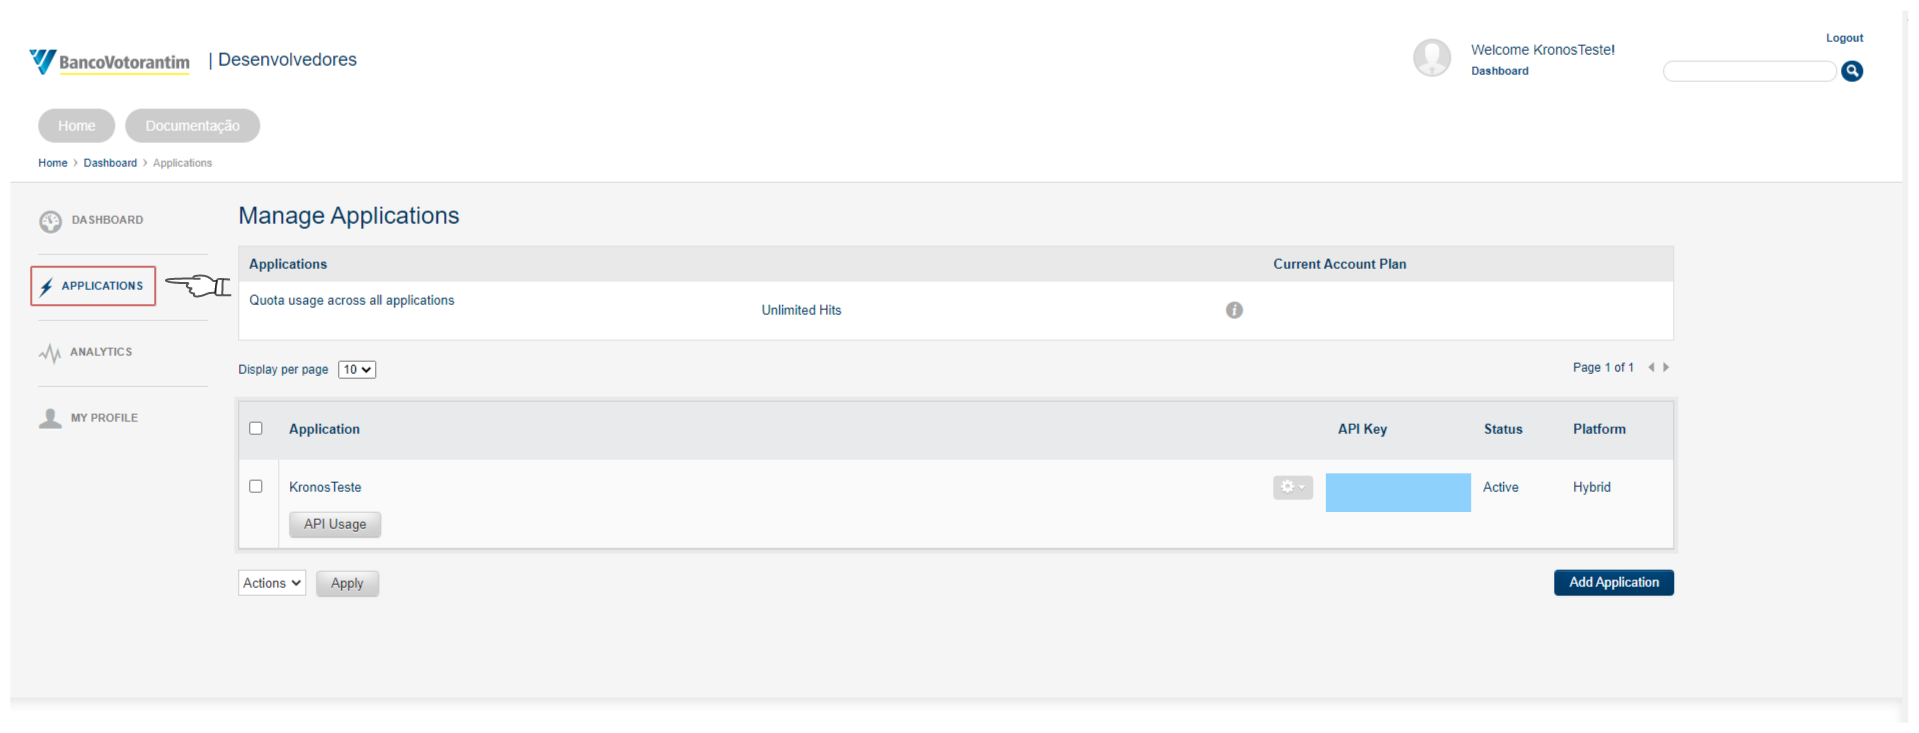 BancoVotorantim | Desenvolvedores
Welcome KronosTeste!
Dashboard
Logout
Home Documentação
Home > Dashboard > Applications
DASHBOARD
APPLICATIONS
ANALYTICS
MY PROFILE
Manage Applications
Applications Current Account Plan
Quota usage across all applications
Unlimited Hits
Display per page 10
Page 1 of 1
Application API Key Status Platform
KronosTeste Active Hybrid
API Usage
Actions Apply
Add Application